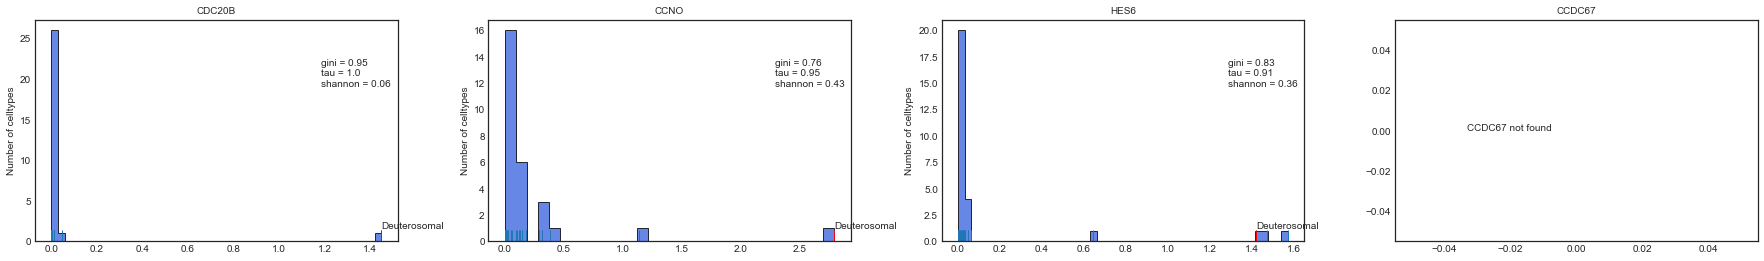 CDC20B
Number of celltypes
25
20
15
10
5
0
gini = 0.95
tau = 1.0
shannon = 0.06
Deuterosomal
0.0 0.2 0.4 0.6 0.8 1.0 1.2 1.4
CCNO
Number of celltypes
16
14
12
10
8
6
4
2
0
gini = 0.76
tau = 0.95
shannon = 0.43
Deuterosomal
0.0 0.5 1.0 1.5 2.0 2.5
HES6
Number of celltypes
20.0
17.5
15.0
12.5
10.0
7.5
5.0
2.5
0.0
gini = 0.83
tau = 0.91
shannon = 0.36
Deuterosomal
0.0 0.2 0.4 0.6 0.8 1.0 1.2 1.4 1.6
CCDC67
0.04
0.02
0.00
−0.02
−0.04
CCDC67 not found
−0.04 −0.02 0.00 0.02 0.04